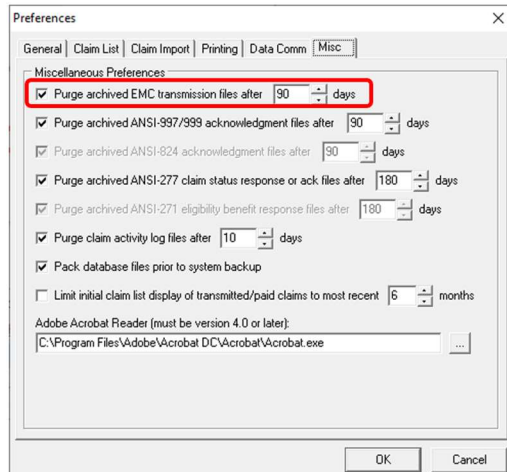 Preferences
General Claim List Claim Import Printing Data Comm Misc
Miscellaneous Preferences
Purge archived EMC transmission files after 90 days
Purge archived ANSI-997/999 acknowledgment files after 90 days
Purge archived ANSI-824 acknowledgment files after 90 days
Purge archived ANSI-277 claim status response or ack files after 180 days
Purge archived ANSI-271 eligibility benefit response files after 180 days
Purge claim activity log files after 10 days
Pack database files prior to system backup
Limit initial claim list display of transmitted/paid claims to most recent 6 months
Adobe Acrobat Reader (must be version 4.0 or later):
C:\Program Files\Adobe\Acrobat DC\Acrobat\Acrobat.exe ...
OK Cancel